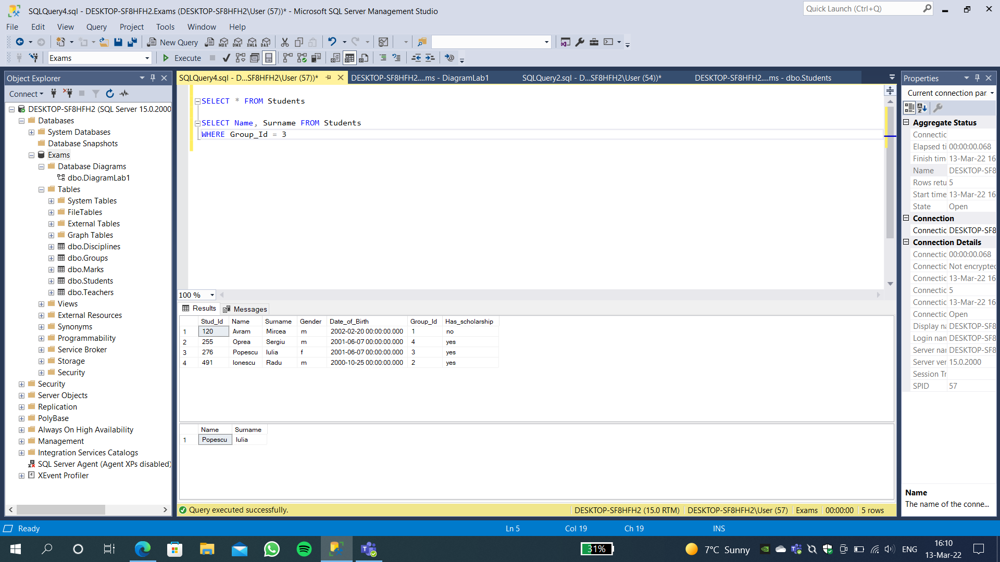 SQLQuery4.sql - DESKTOP-SF8HFH2.Exams (DESKTOP-SF8HFH2\User (57))* - Microsoft SQL Server Management Studio
Quick Launch (Ctrl+Q)
File Edit View Query Project Tools Window Help
New Query MDX DMX XMLA DAX
Exams Execute
Object Explorer
Connect
DESKTOP-SF8HFH2 (SQL Server 15.0.2000
Databases
System Databases
Database Snapshots
Exams
Database Diagrams
dbo.DiagramLab1
Tables
System Tables
FileTables
External Tables
Graph Tables
dbo.Disciplines
dbo.Groups
dbo.Marks
dbo.Students
dbo.Teachers
Views
External Resources
Synonyms
Programmability
Service Broker
Storage
Security
Security
Server Objects
Replication
PolyBase
Always On High Availability
Management
Integration Services Catalogs
SQL Server Agent (Agent XPs disabled)
XEvent Profiler
SQLQuery4.sql - D...SF8HFH2\User (57))* DESKTOP-SF8HFH2....ms - DiagramLab1 SQLQuery2.sql - D...SF8HFH2\User (54))* DESKTOP-SF8HFH2....ms - dbo.Students
SELECT * FROM Students
SELECT Name, Surname FROM Students
WHERE Group_Id = 3
100 %
Results Messages
Stud_Id Name Surname Gender Date_of_Birth Group_Id Has_scholarship
1 120 Avram Mircea m 2002-02-20 00:00:00.000 1 no
2 255 Oprea Sergiu m 2001-06-07 00:00:00.000 4 yes
3 276 Popescu Iulia f 2001-06-07 00:00:00.000 3 yes
4 491 Ionescu Radu m 2000-10-25 00:00:00.000 2 yes
Name Surname
1 Popescu Iulia
Query executed successfully. DESKTOP-SF8HFH2 (15.0 RTM) DESKTOP-SF8HFH2\User (57) Exams 00:00:00 5 rows
Properties
Current connection par
Aggregate Status
Connectic
Elapsed ti 00:00:00.068
Finish tim 13-Mar-22 16
Name DESKTOP-SF8
Rows retu 5
Start time 13-Mar-22 16
State Open
Connection
Connectic DESKTOP-SF8
Connection Details
Connectic 00:00:00.068
Connectic Not encrypted
Connectic 13-Mar-22 16
Connectic 5
Connectic 13-Mar-22 16
Connectic Open
Display na DESKTOP-SF8
Login nan DESKTOP-SF8
Server nar DESKTOP-SF8
Server ver 15.0.2000
Session Tr
SPID 57
Name
The name of the conne...
Ready Ln 5 Col 19 Ch 19 INS
31% 7°C Sunny ENG 16:10
13-Mar-22